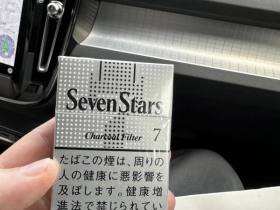 SevenStars
Charcoal Filter 7
たばこの煙は、周りの
人の健康に悪影響を
及ぼします。健康増
進法で禁じられてい